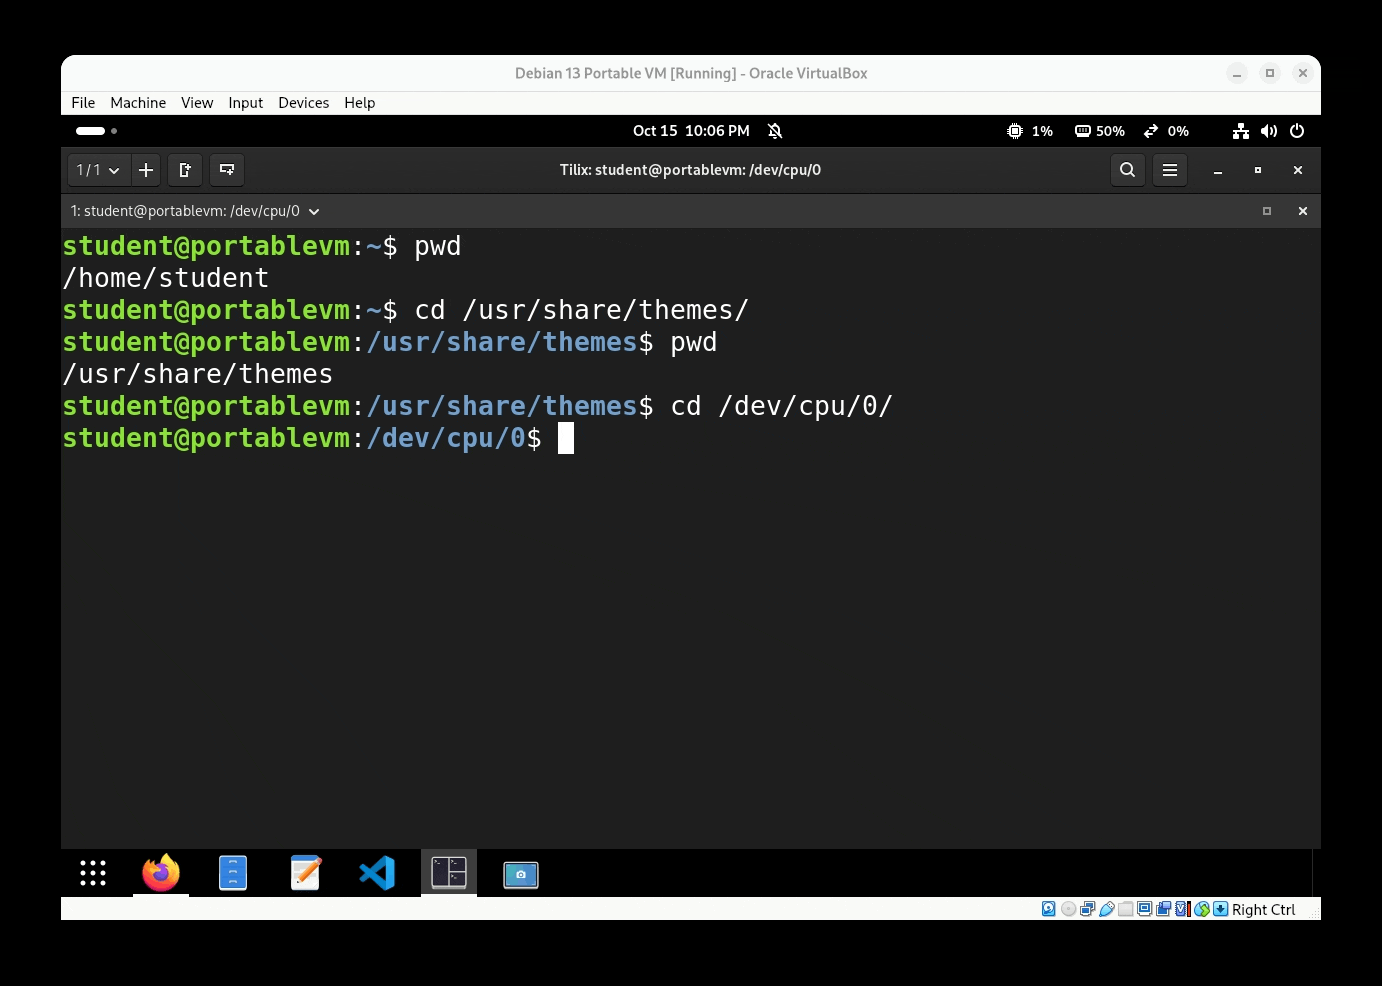 Debian 13 Portable VM [Running] - Oracle VirtualBox
File Machine View Input Devices Help
Oct 15 10:06 PM 1% 50% 0%
1 / 1 Tilix: student@portablevm: /dev/cpu/0
1: student@portablevm: /dev/cpu/0
student@portablevm:~$ pwd
/home/student
student@portablevm:~$ cd /usr/share/themes/
student@portablevm:/usr/share/themes$ pwd
/usr/share/themes
student@portablevm:/usr/share/themes$ cd /dev/cpu/0/
student@portablevm:/dev/cpu/0$
Right Ctrl